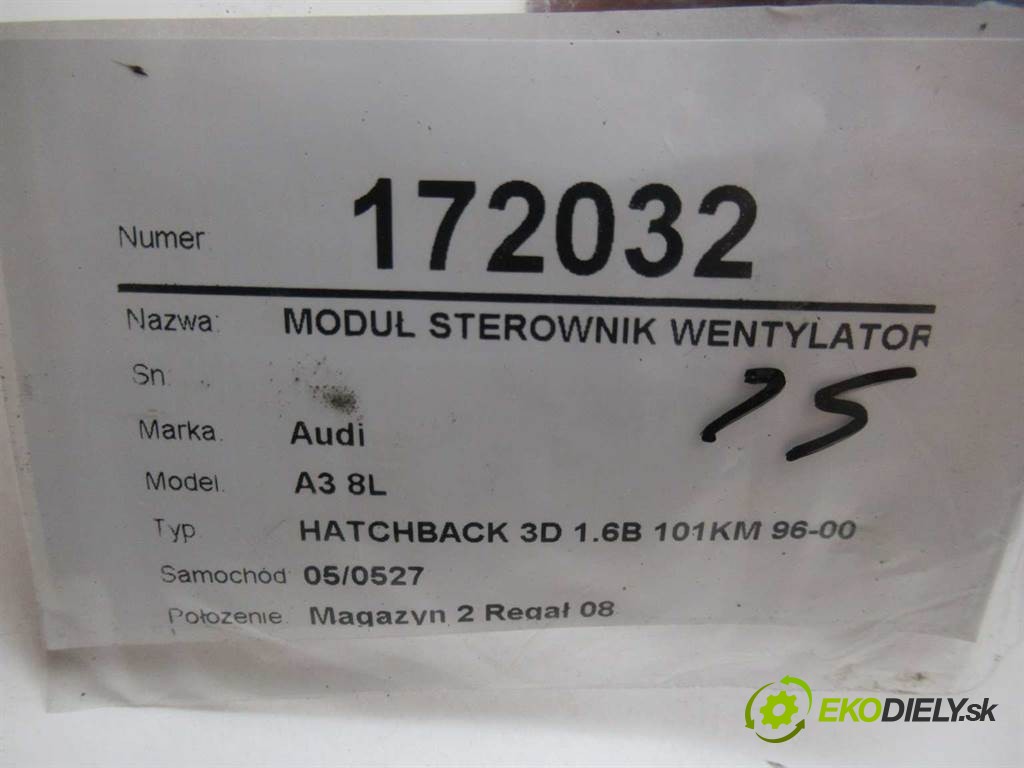 Numer 172032
Nazwa: MODUŁ STEROWNIK WENTYLATOR
Sn:
Marka: Audi
Model: A3 8L
Typ HATCHBACK 3D 1.6B 101KM 96-00
Samochód 05/0527
Położenie: Magazyn 2 Regał 08
75
EKODIELY.sk